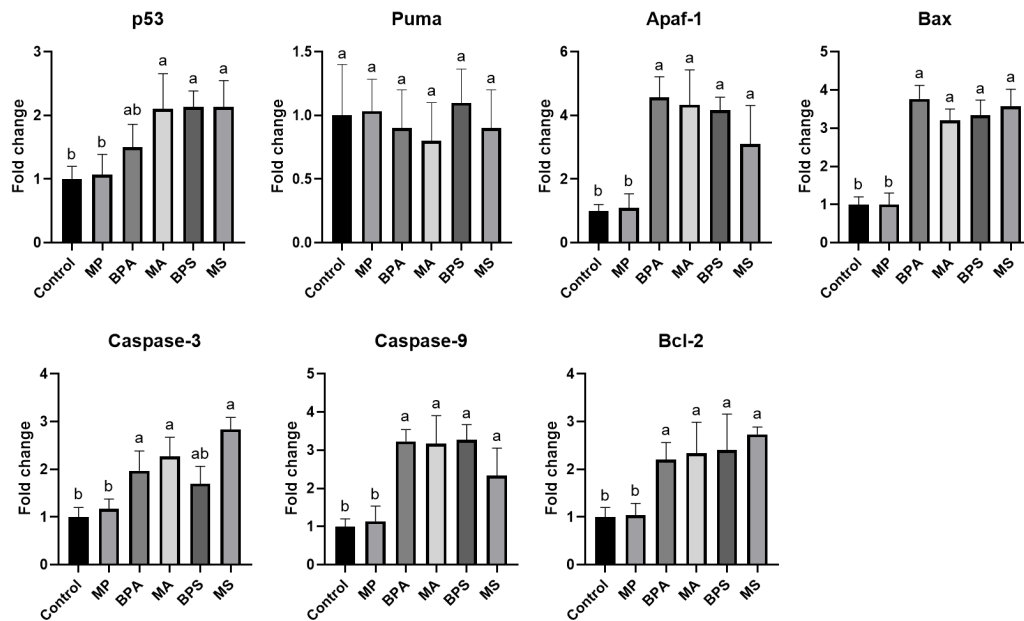 p53
Fold change
3
2
1
0
b
b
ab
a
a
a
Control
MP
BPA
MA
BPS
MS
Puma
Fold change
1.5
1.0
0.5
0.0
a
a
a
a
a
a
Control
MP
BPA
MA
BPS
MS
Apaf-1
Fold change
6
4
2
0
b
b
a
a
a
a
Control
MP
BPA
MA
BPS
MS
Bax
Fold change
5
4
3
2
1
0
b
b
a
a
a
a
Control
MP
BPA
MA
BPS
MS
Caspase-3
Fold change
4
3
2
1
0
b
b
a
a
ab
a
Control
MP
BPA
MA
BPS
MS
Caspase-9
Fold change
5
4
3
2
1
0
b
b
a
a
a
a
Control
MP
BPA
MA
BPS
MS
Bcl-2
Fold change
4
3
2
1
0
b
b
a
a
a
a
Control
MP
BPA
MA
BPS
MS